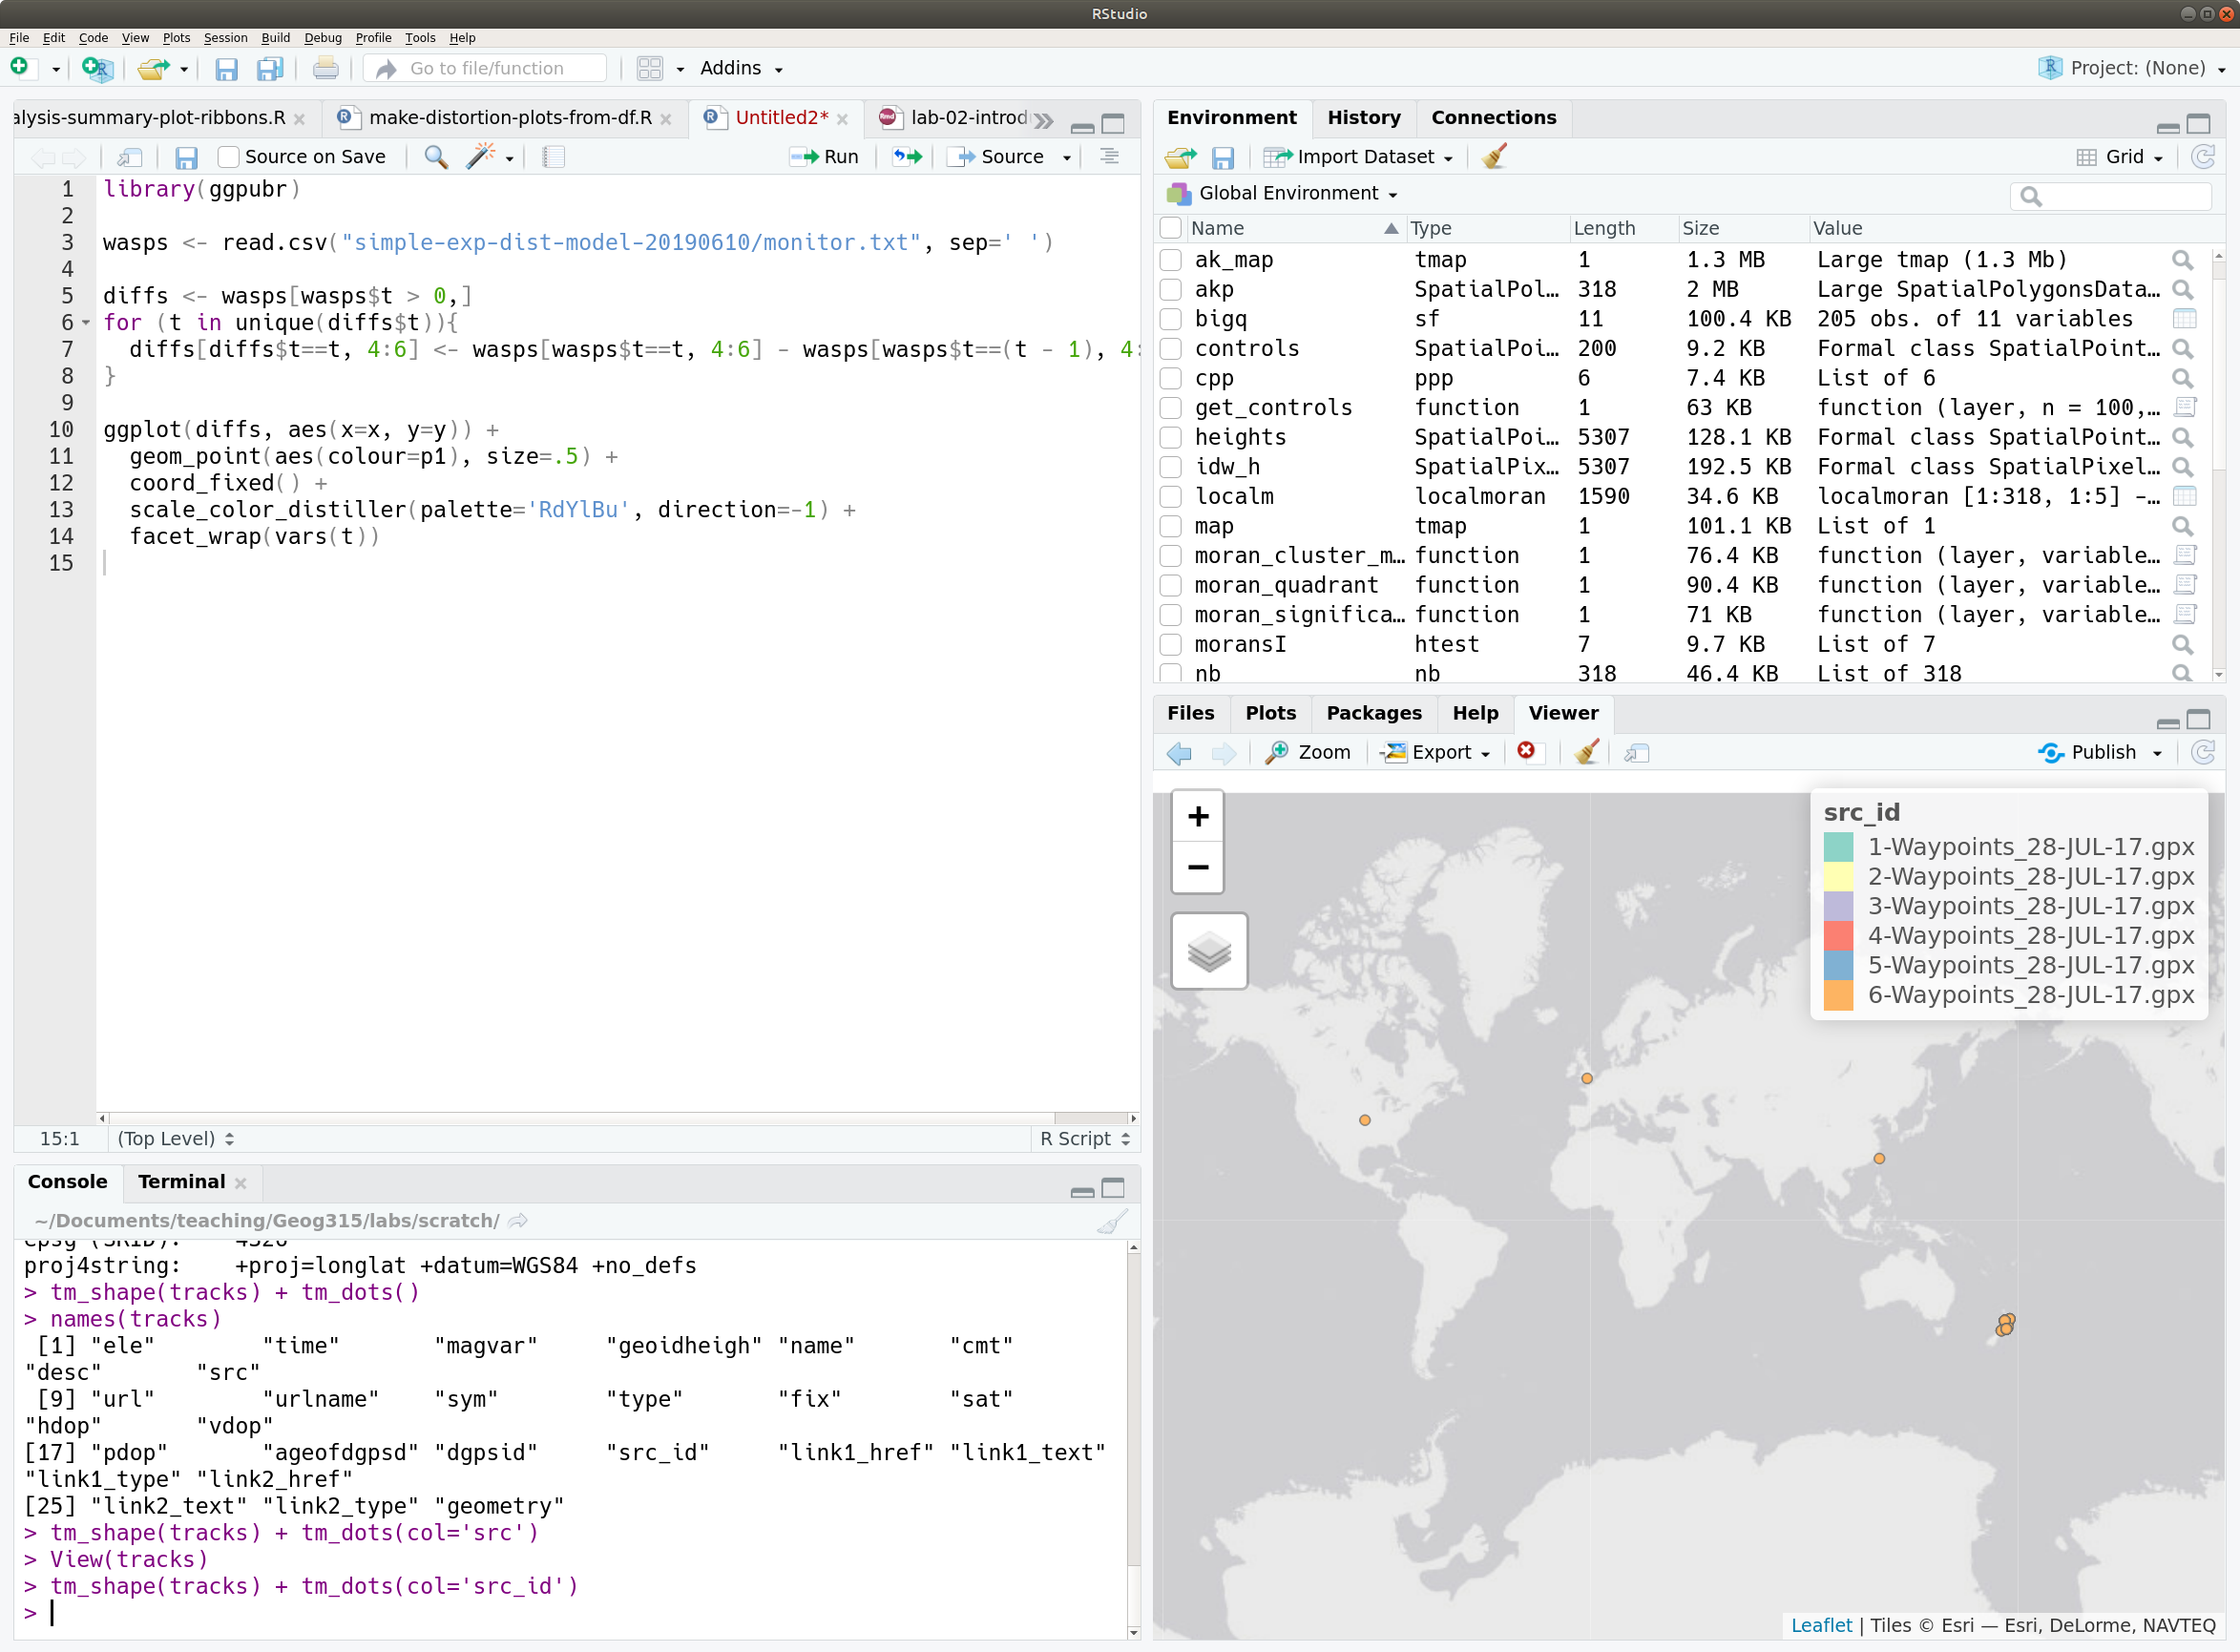 RStudio
File Edit Code View Plots Session Build Debug Profile Tools Help
Go to file/function Addins Project: (None)
alysis-summary-plot-ribbons.R make-distortion-plots-from-df.R Untitled2* lab-02-introd
Source on Save Run Source
1 library(ggpubr)
2
3 wasps <- read.csv("simple-exp-dist-model-20190610/monitor.txt", sep=' ')
4
5 diffs <- wasps[wasps$t > 0,]
6 for (t in unique(diffs$t)){
7 diffs[diffs$t==t, 4:6] <- wasps[wasps$t==t, 4:6] - wasps[wasps$t==(t - 1), 4:
8 }
9
10 ggplot(diffs, aes(x=x, y=y)) +
11 geom_point(aes(colour=p1), size=.5) +
12 coord_fixed() +
13 scale_color_distiller(palette='RdYlBu', direction=-1) +
14 facet_wrap(vars(t))
15
15:1 (Top Level) R Script
Console Terminal
~/Documents/teaching/Geog315/labs/scratch/
epsg (SRID): 4326
proj4string: +proj=longlat +datum=WGS84 +no_defs
> tm_shape(tracks) + tm_dots()
> names(tracks)
[1] "ele" "time" "magvar" "geoidheigh" "name" "cmt"
"desc" "src"
[9] "url" "urlname" "sym" "type" "fix" "sat"
"hdop" "vdop"
[17] "pdop" "ageofdgpsd" "dgpsid" "src_id" "link1_href" "link1_text"
"link1_type" "link2_href"
[25] "link2_text" "link2_type" "geometry"
> tm_shape(tracks) + tm_dots(col='src')
> View(tracks)
> tm_shape(tracks) + tm_dots(col='src_id')
>
Environment History Connections
Import Dataset Grid
Global Environment
Name Type Length Size Value
ak_map tmap 1 1.3 MB Large tmap (1.3 Mb)
akp SpatialPol… 318 2 MB Large SpatialPolygonsData…
bigq sf 11 100.4 KB 205 obs. of 11 variables
controls SpatialPoi… 200 9.2 KB Formal class SpatialPoint…
cpp ppp 6 7.4 KB List of 6
get_controls function 1 63 KB function (layer, n = 100,…
heights SpatialPoi… 5307 128.1 KB Formal class SpatialPoint…
idw_h SpatialPix… 5307 192.5 KB Formal class SpatialPixel…
localm localmoran 1590 34.6 KB localmoran [1:318, 1:5] -…
map tmap 1 101.1 KB List of 1
moran_cluster_m… function 1 76.4 KB function (layer, variable…
moran_quadrant function 1 90.4 KB function (layer, variable…
moran_significa… function 1 71 KB function (layer, variable…
moransI htest 7 9.7 KB List of 7
nb nb 318 46.4 KB List of 318
Files Plots Packages Help Viewer
Zoom Export Publish
+
−
src_id
1-Waypoints_28-JUL-17.gpx
2-Waypoints_28-JUL-17.gpx
3-Waypoints_28-JUL-17.gpx
4-Waypoints_28-JUL-17.gpx
5-Waypoints_28-JUL-17.gpx
6-Waypoints_28-JUL-17.gpx
Leaflet | Tiles © Esri — Esri, DeLorme, NAVTEQ